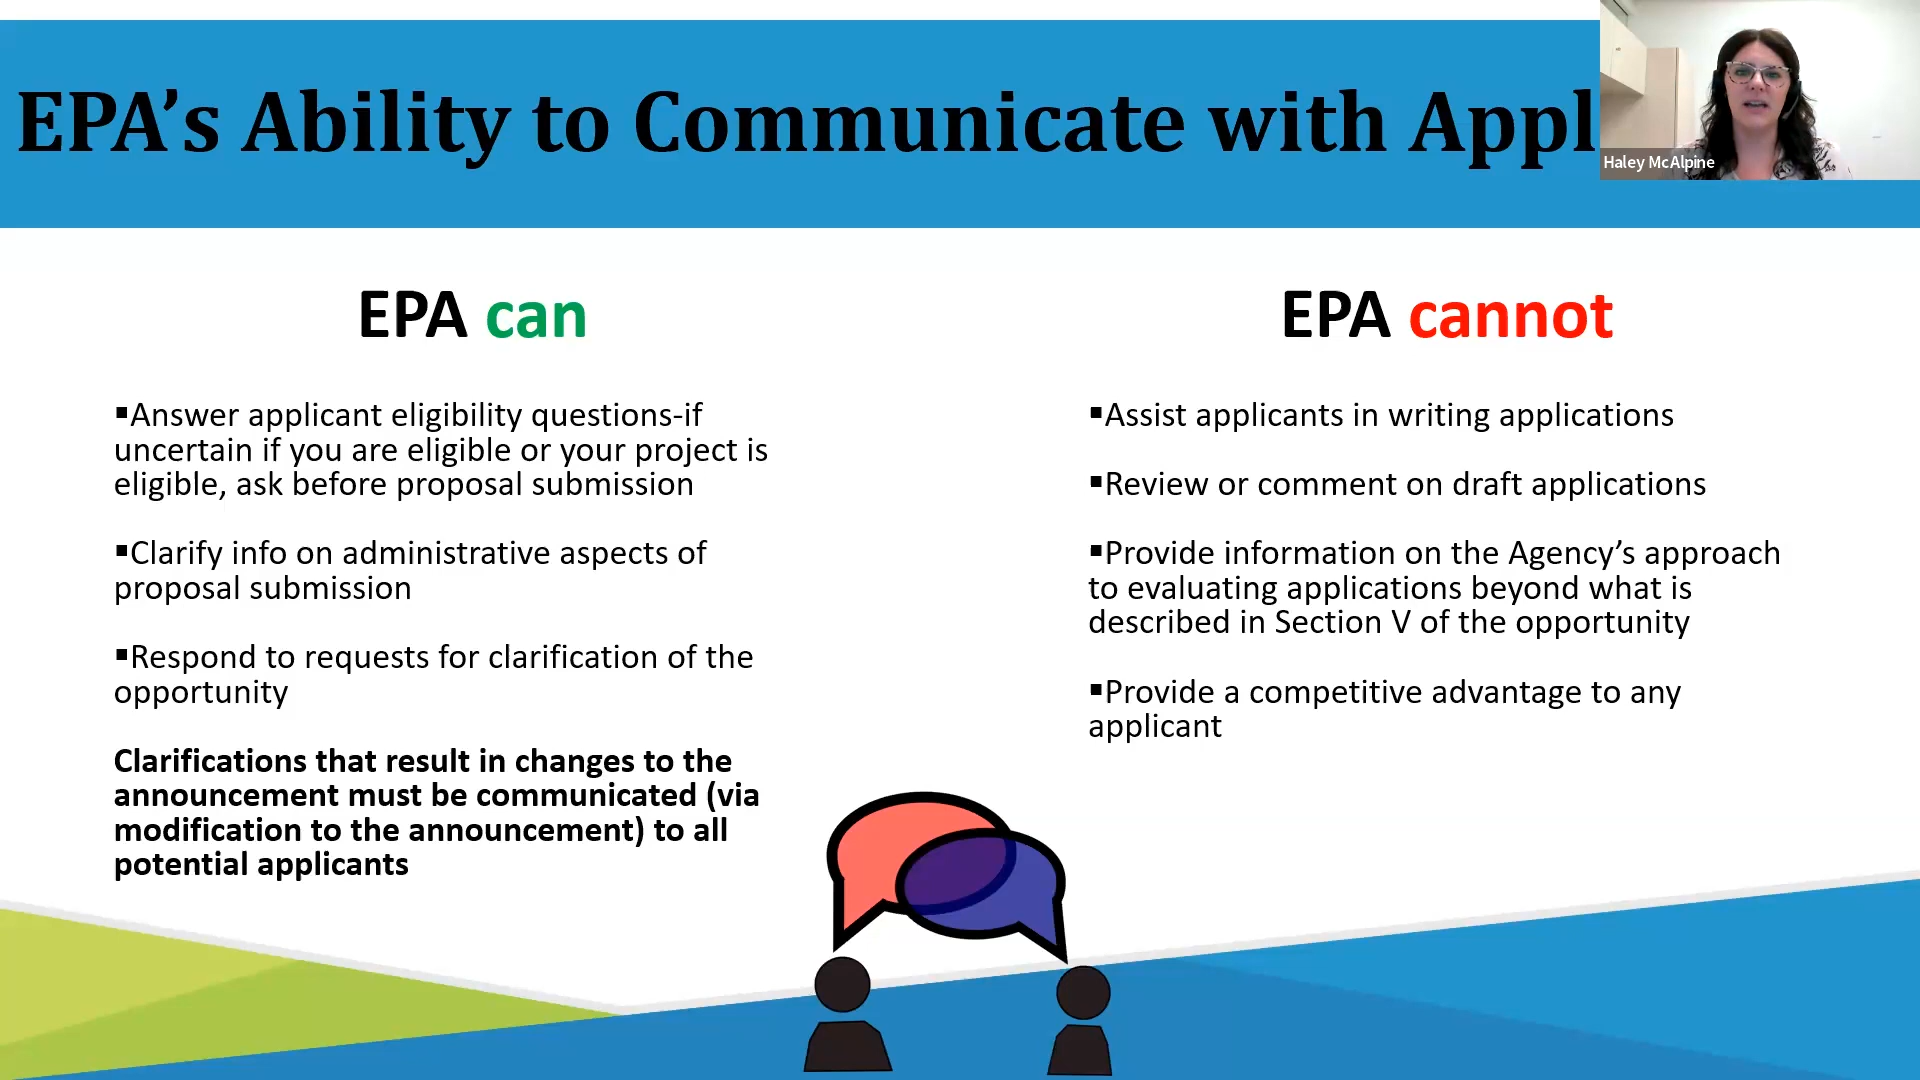 EPA's Ability to Communicate with Appl
Haley McAlpine
EPA can
▪Answer applicant eligibility questions-if
uncertain if you are eligible or your project is
eligible, ask before proposal submission
▪Clarify info on administrative aspects of
proposal submission
▪Respond to requests for clarification of the
opportunity
Clarifications that result in changes to the
announcement must be communicated (via
modification to the announcement) to all
potential applicants
EPA cannot
▪Assist applicants in writing applications
▪Review or comment on draft applications
▪Provide information on the Agency’s approach
to evaluating applications beyond what is
described in Section V of the opportunity
▪Provide a competitive advantage to any
applicant